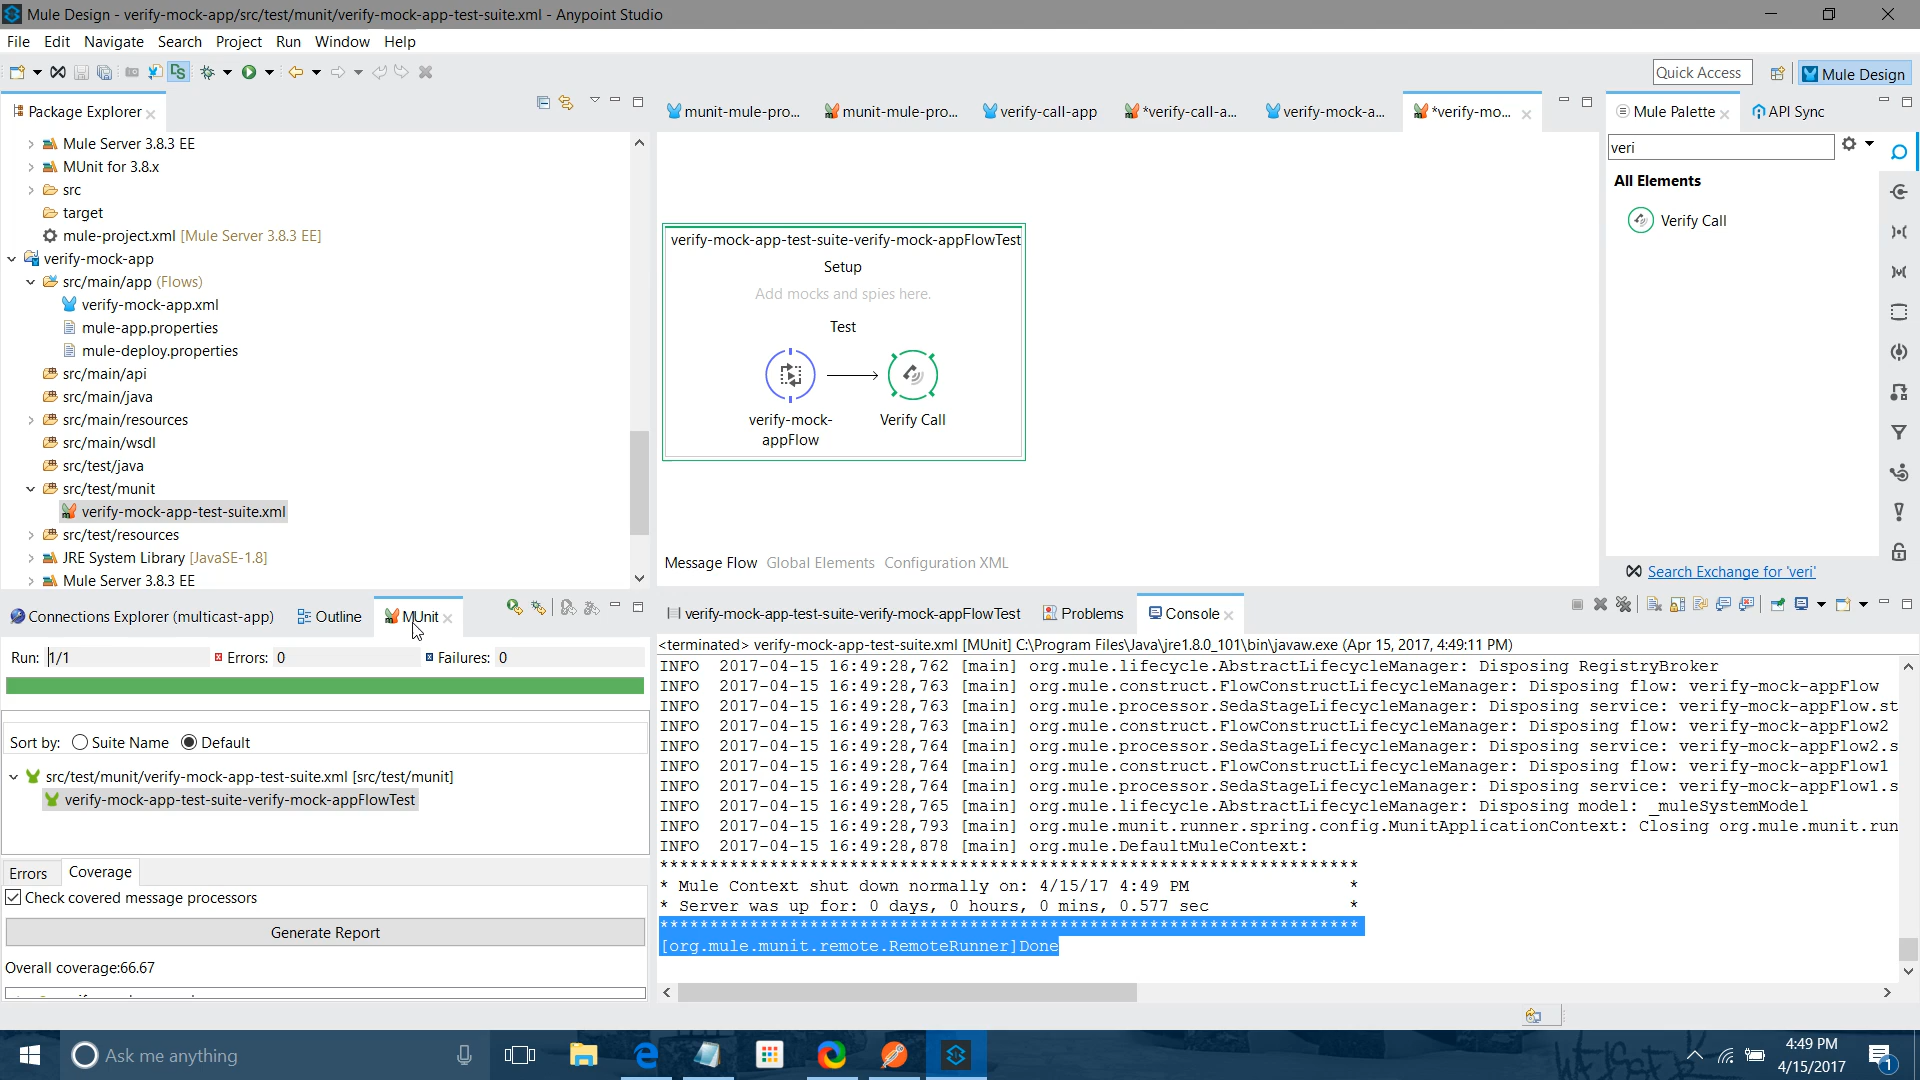 Mule Design - verify-mock-app/src/test/munit/verify-mock-app-test-suite.xml - Anypoint Studio
File Edit Navigate Search Project Run Window Help
Quick Access
Mule Design
Package Explorer
Mule Server 3.8.3 EE
MUnit for 3.8.x
src
target
mule-project.xml [Mule Server 3.8.3 EE]
verify-mock-app
src/main/app (Flows)
verify-mock-app.xml
mule-app.properties
mule-deploy.properties
src/main/api
src/main/java
src/main/resources
src/main/wsdl
src/test/java
src/test/munit
verify-mock-app-test-suite.xml
src/test/resources
JRE System Library [JavaSE-1.8]
Mule Server 3.8.3 EE
munit-mule-pro... munit-mule-pro... verify-call-app *verify-call-a... verify-mock-a... *verify-mo...
verify-mock-app-test-suite-verify-mock-appFlowTest
Setup
Add mocks and spies here.
Test
verify-mock-
appFlow
Verify Call
Message Flow Global Elements Configuration XML
Mule Palette API Sync
veri
All Elements
Verify Call
Search Exchange for 'veri'
Connections Explorer (multicast-app) Outline MUnit
Run: 1/1 Errors: 0 Failures: 0
Sort by: Suite Name Default
src/test/munit/verify-mock-app-test-suite.xml [src/test/munit]
verify-mock-app-test-suite-verify-mock-appFlowTest
Errors Coverage
Check covered message processors
Generate Report
Overall coverage:66.67
verify-mock-app-test-suite-verify-mock-appFlowTest Problems Console
<terminated> verify-mock-app-test-suite.xml [MUnit] C:\Program Files\Java\jre1.8.0_101\bin\javaw.exe (Apr 15, 2017, 4:49:11 PM)
INFO 2017-04-15 16:49:28,762 [main] org.mule.lifecycle.AbstractLifecycleManager: Disposing RegistryBroker
INFO 2017-04-15 16:49:28,763 [main] org.mule.construct.FlowConstructLifecycleManager: Disposing flow: verify-mock-appFlow
INFO 2017-04-15 16:49:28,763 [main] org.mule.processor.SedaStageLifecycleManager: Disposing service: verify-mock-appFlow.st
INFO 2017-04-15 16:49:28,763 [main] org.mule.construct.FlowConstructLifecycleManager: Disposing flow: verify-mock-appFlow2
INFO 2017-04-15 16:49:28,764 [main] org.mule.processor.SedaStageLifecycleManager: Disposing service: verify-mock-appFlow2.s
INFO 2017-04-15 16:49:28,764 [main] org.mule.construct.FlowConstructLifecycleManager: Disposing flow: verify-mock-appFlow1
INFO 2017-04-15 16:49:28,764 [main] org.mule.processor.SedaStageLifecycleManager: Disposing service: verify-mock-appFlow1.s
INFO 2017-04-15 16:49:28,765 [main] org.mule.lifecycle.AbstractLifecycleManager: Disposing model: _muleSystemModel
INFO 2017-04-15 16:49:28,793 [main] org.mule.munit.runner.spring.config.MunitApplicationContext: Closing org.mule.munit.run
INFO 2017-04-15 16:49:28,878 [main] org.mule.DefaultMuleContext:
**********************************************************************
* Mule Context shut down normally on: 4/15/17 4:49 PM *
* Server was up for: 0 days, 0 hours, 0 mins, 0.577 sec *
**********************************************************************
[org.mule.munit.remote.RemoteRunner]Done
Ask me anything
4:49 PM
4/15/2017
1